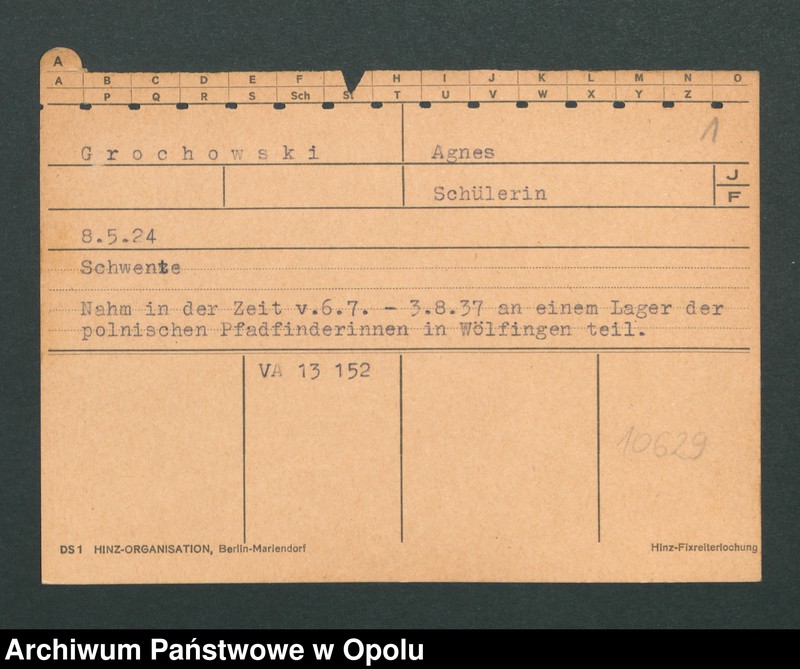 A
A B C D E F H I J K L M N O
P Q R S Sch St T U V W X Y Z
1
Grochowski Agnes
Schülerin J
F
8.5.24
Schwente
Nahm in der Zeit v.6.7. - 3.8.37 an einem Lager der
polnischen Pfadfinderinnen in Wölfingen teil.
VA 13 152
10629
DS1 HINZ-ORGANISATION, Berlin-Mariendorf Hinz-Fixreiterlochung
Archiwum Państwowe w Opolu